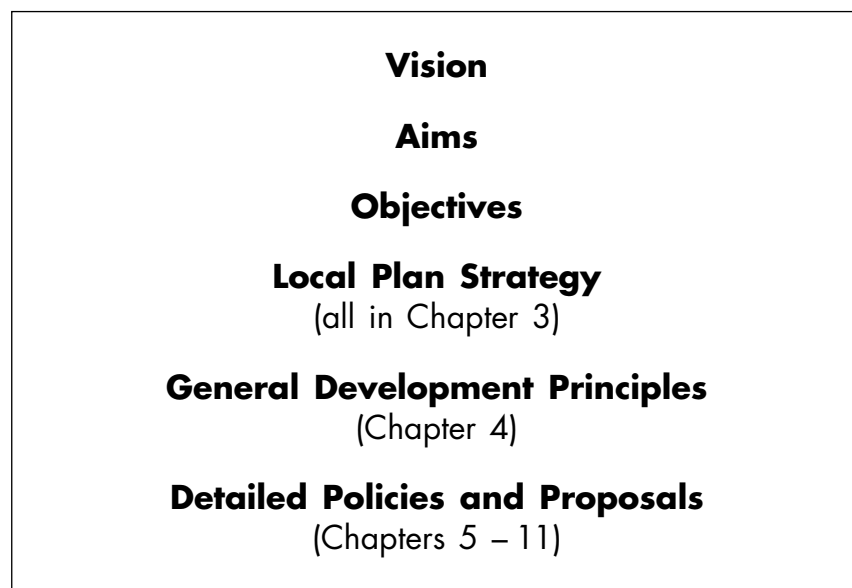 Vision
Aims
Objectives
Local Plan Strategy
(all in Chapter 3)
General Development Principles
(Chapter 4)
Detailed Policies and Proposals
(Chapters 5 – 11)